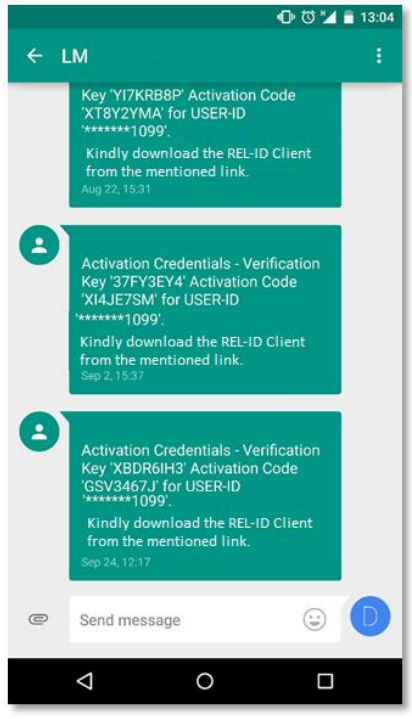 13:04
LM
Key 'YI7KRB8P' Activation Code
'XT8Y2YMA' for USER-ID
'*******1099'.
Kindly download the REL-ID Client
from the mentioned link.
Aug 22, 15:31
Activation Credentials - Verification
Key '37FY3EY4' Activation Code
'XI4JE7SM' for USER-ID
'*******1099'.
Kindly download the REL-ID Client
from the mentioned link.
Sep 2, 15:37
Activation Credentials - Verification
Key 'XBDR6IH3' Activation Code
'GSV3467J' for USER-ID
'*******1099'.
Kindly download the REL-ID Client
from the mentioned link.
Sep 24, 12:17
Send message
D